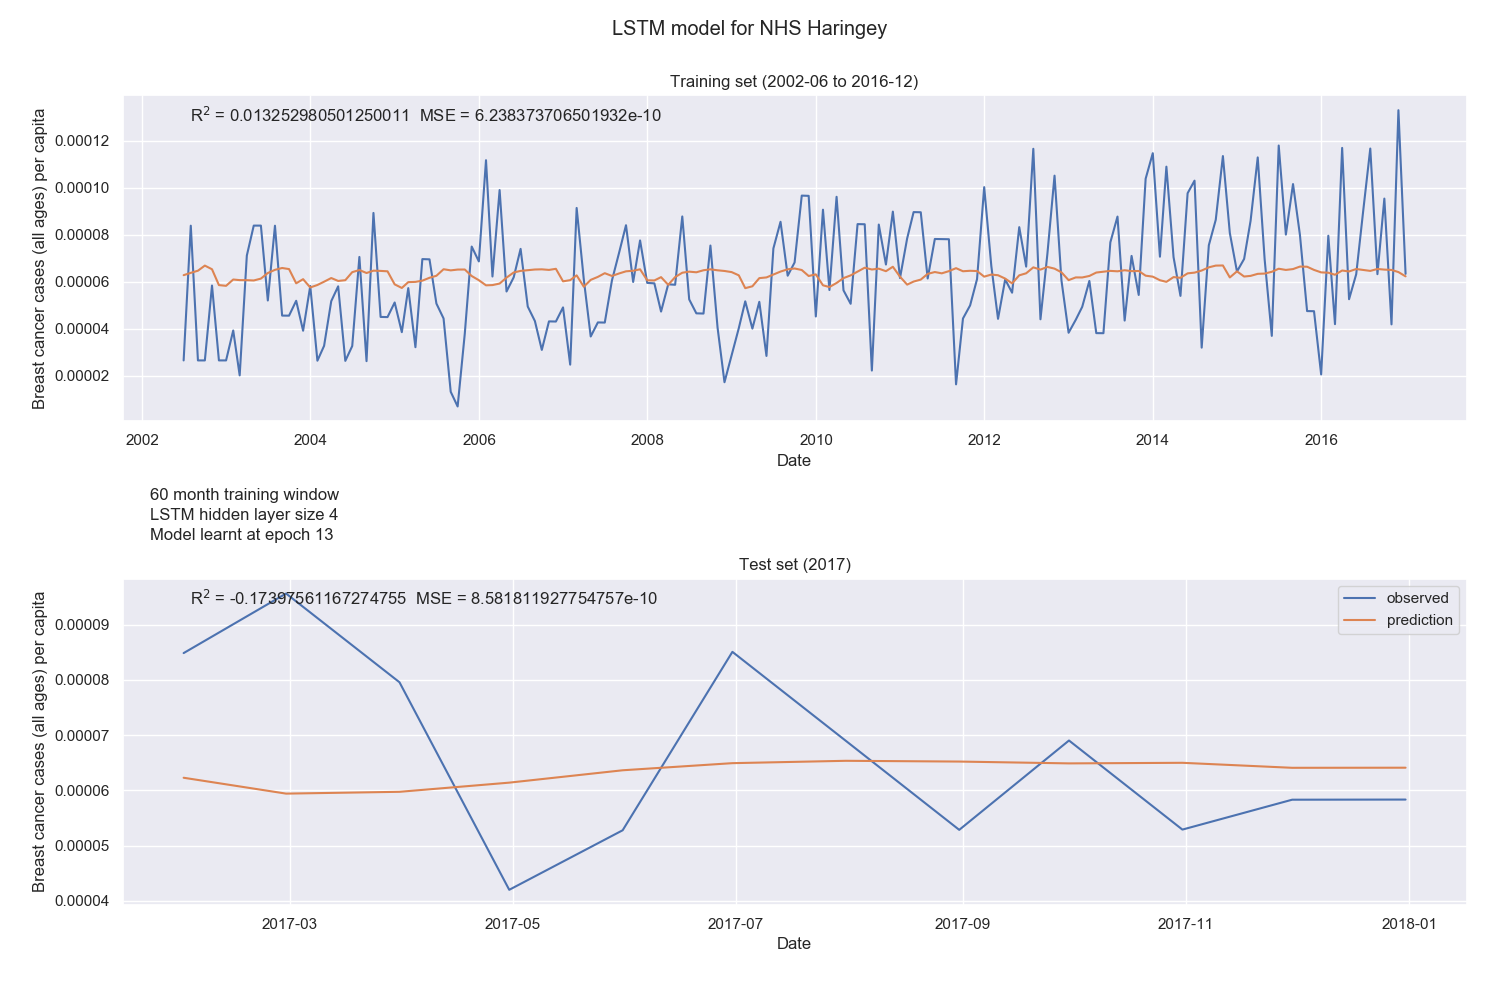 LSTM model for NHS Haringey
Training set (2002-06 to 2016-12)
R² = 0.013252980501250011 MSE = 6.238373706501932e-10
Breast cancer cases (all ages) per capita
0.00012
0.00010
0.00008
0.00006
0.00004
0.00002
2002 2004 2006 2008 2010 2012 2014 2016
Date
60 month training window
LSTM hidden layer size 4
Model learnt at epoch 13
Test set (2017)
R² = -0.17397561167274755 MSE = 8.581811927754757e-10
observed
prediction
Breast cancer cases (all ages) per capita
0.00009
0.00008
0.00007
0.00006
0.00005
0.00004
2017-03 2017-05 2017-07 2017-09 2017-11 2018-01
Date